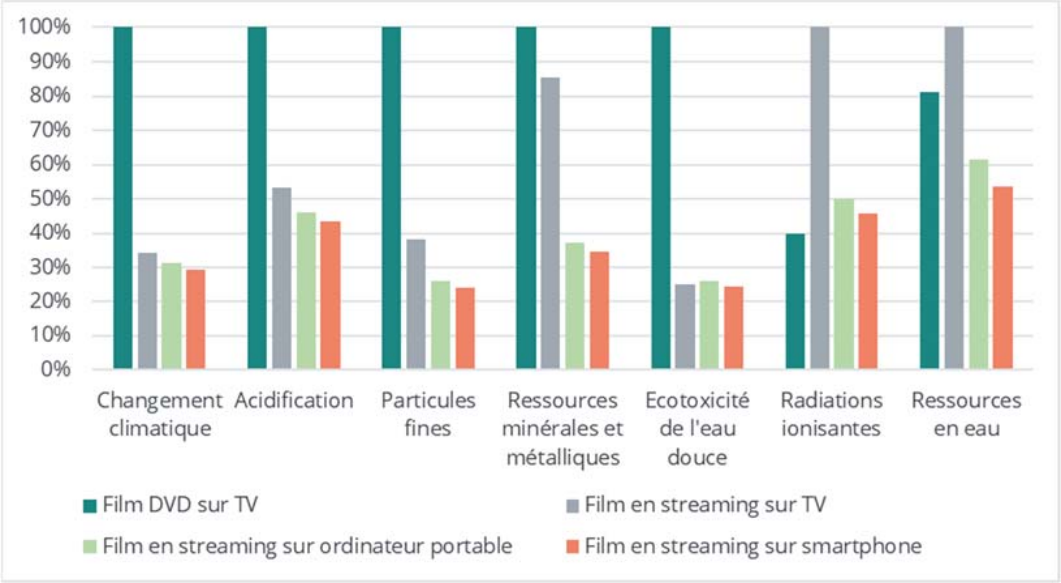 100%
90%
80%
70%
60%
50%
40%
30%
20%
10%
0%
Changement
climatique
Acidification
Particules
fines
Ressources
minérales et
métalliques
Ecotoxicité
de l'eau
douce
Radiations
ionisantes
Ressources
en eau
Film DVD sur TV
Film en streaming sur TV
Film en streaming sur ordinateur portable
Film en streaming sur smartphone